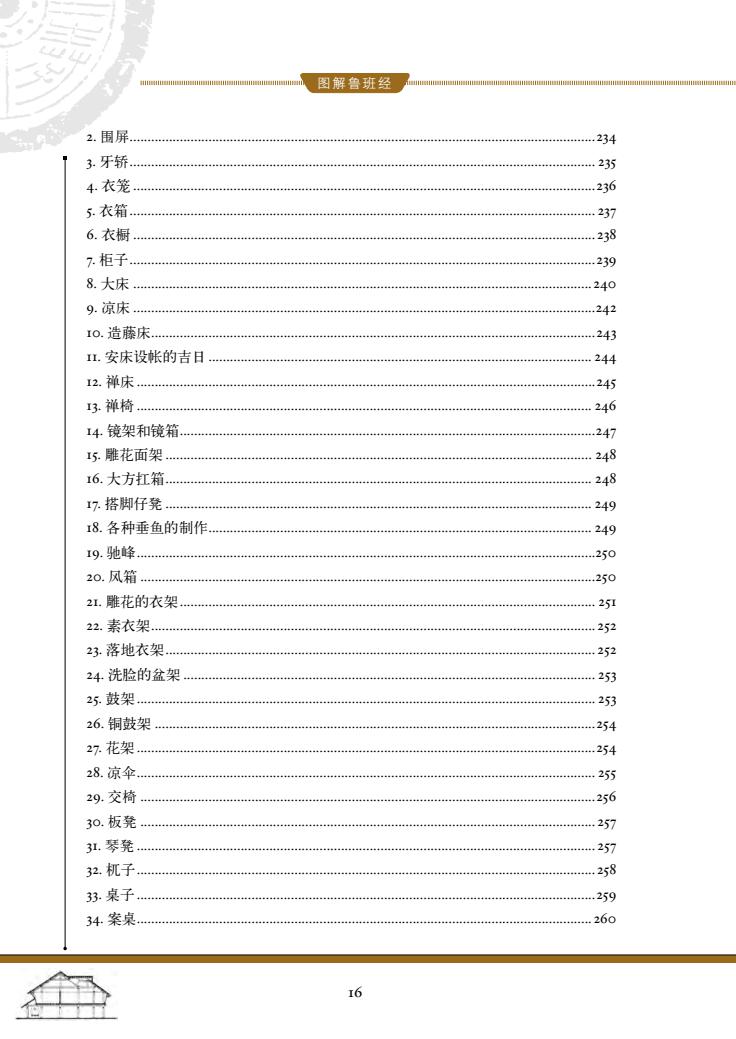 图解鲁班经
2. 围屏 234
3. 牙轿 235
4. 衣笼 236
5. 衣箱 237
6. 衣橱 238
7. 柜子 239
8. 大床 240
9. 凉床 242
10. 造藤床 243
11. 安床设帐的吉日 244
12. 禅床 245
13. 禅椅 246
14. 镜架和镜箱 247
15. 雕花面架 248
16. 大方扛箱 248
17. 搭脚仔凳 249
18. 各种垂鱼的制作 249
19. 驰峰 250
20. 风箱 250
21. 雕花的衣架 251
22. 素衣架 252
23. 落地衣架 252
24. 洗脸的盆架 253
25. 鼓架 253
26. 铜鼓架 254
27. 花架 254
28. 凉伞 255
29. 交椅 256
30. 板凳 257
31. 琴凳 257
32. 杌子 258
33. 桌子 259
34. 案桌 260
16